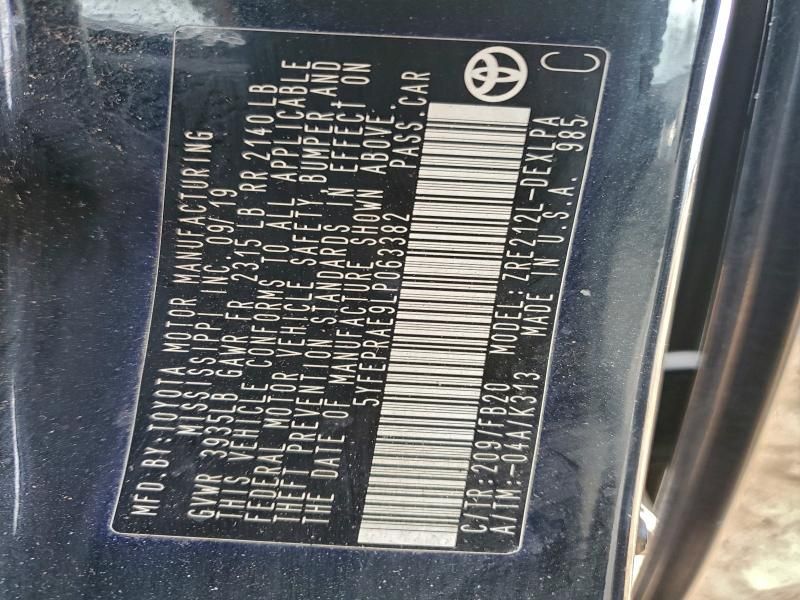 MFD. BY: TOYOTA MOTOR MANUFACTURING
MISSISSIPPI INC. 09/19
GVWR 3935LB GAWR FR 2315 LB RR 2140 LB
THIS VEHICLE CONFORMS TO ALL APPLICABLE
FEDERAL MOTOR VEHICLE SAFETY, BUMPER AND
THEFT PREVENTION STANDARDS IN EFFECT ON
THE DATE OF MANUFACTURE SHOWN ABOVE.
5YFEPRAE9LP063382 PASS. CAR
C/TR:209/FB20 MODEL: ZRE212L-DEXLPA
A/TM:-04A/K313 MADE IN U.S.A. 985
C